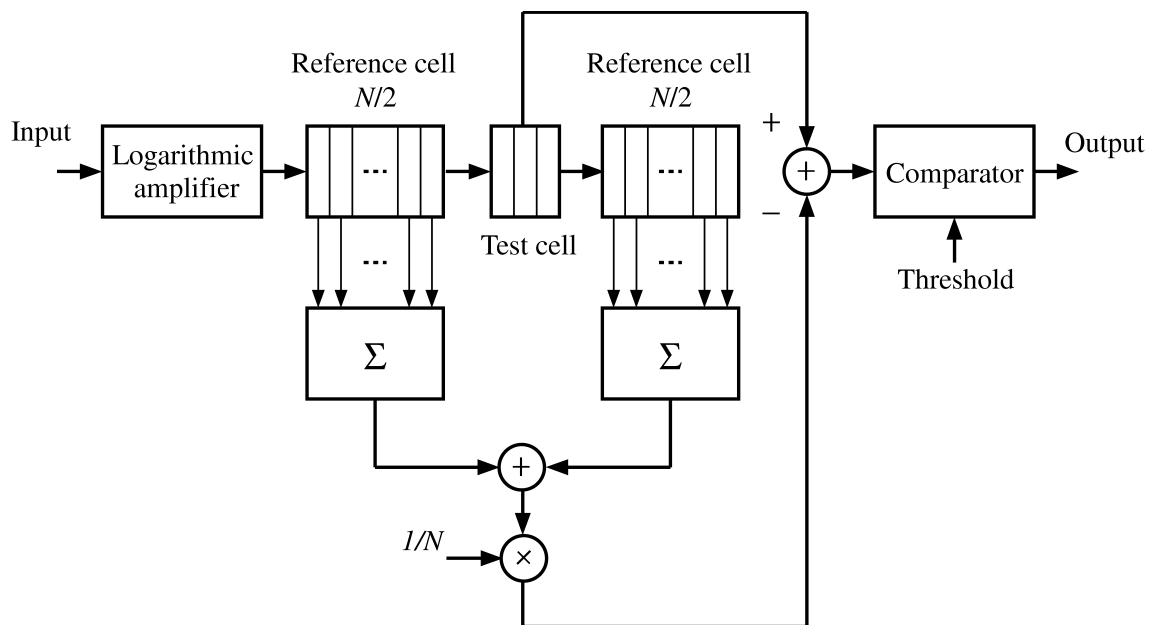 Reference cell
N/2
Reference cell
N/2
Input
Logarithmic
amplifier
...
...
+
+
−
Comparator
Output
Test cell
...
...
Threshold
Σ
Σ
+
1/N
×